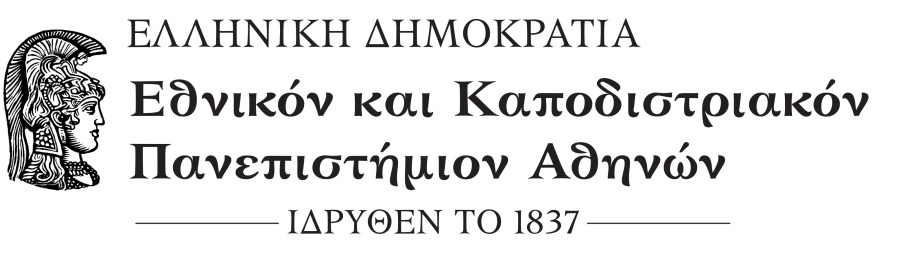 ΕΛΛΗΝΙΚΗ ΔΗΜΟΚΡΑΤΙΑ
Εθνικόν και Καποδιστριακόν
Πανεπιστήμιον Αθηνών
ΙΔΡΥΘΕΝ ΤΟ 1837